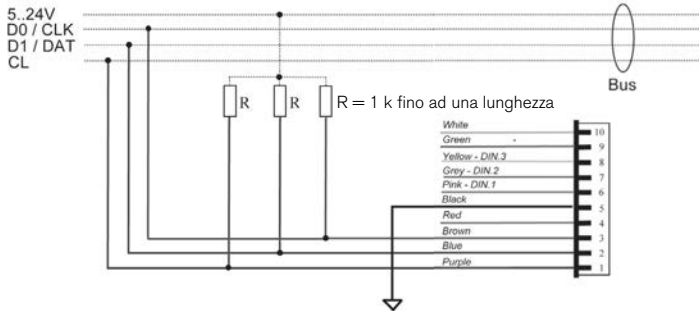 5..24V
D0 / CLK
D1 / DAT
CL
Bus
R
R
R = 1 k fino ad una lunghezza
White
10
Green
9
Yellow - DIN.3
8
Grey - DIN.2
7
Pink - DIN.1
6
Black
5
Red
4
Brown
3
Blue
2
Purple
1